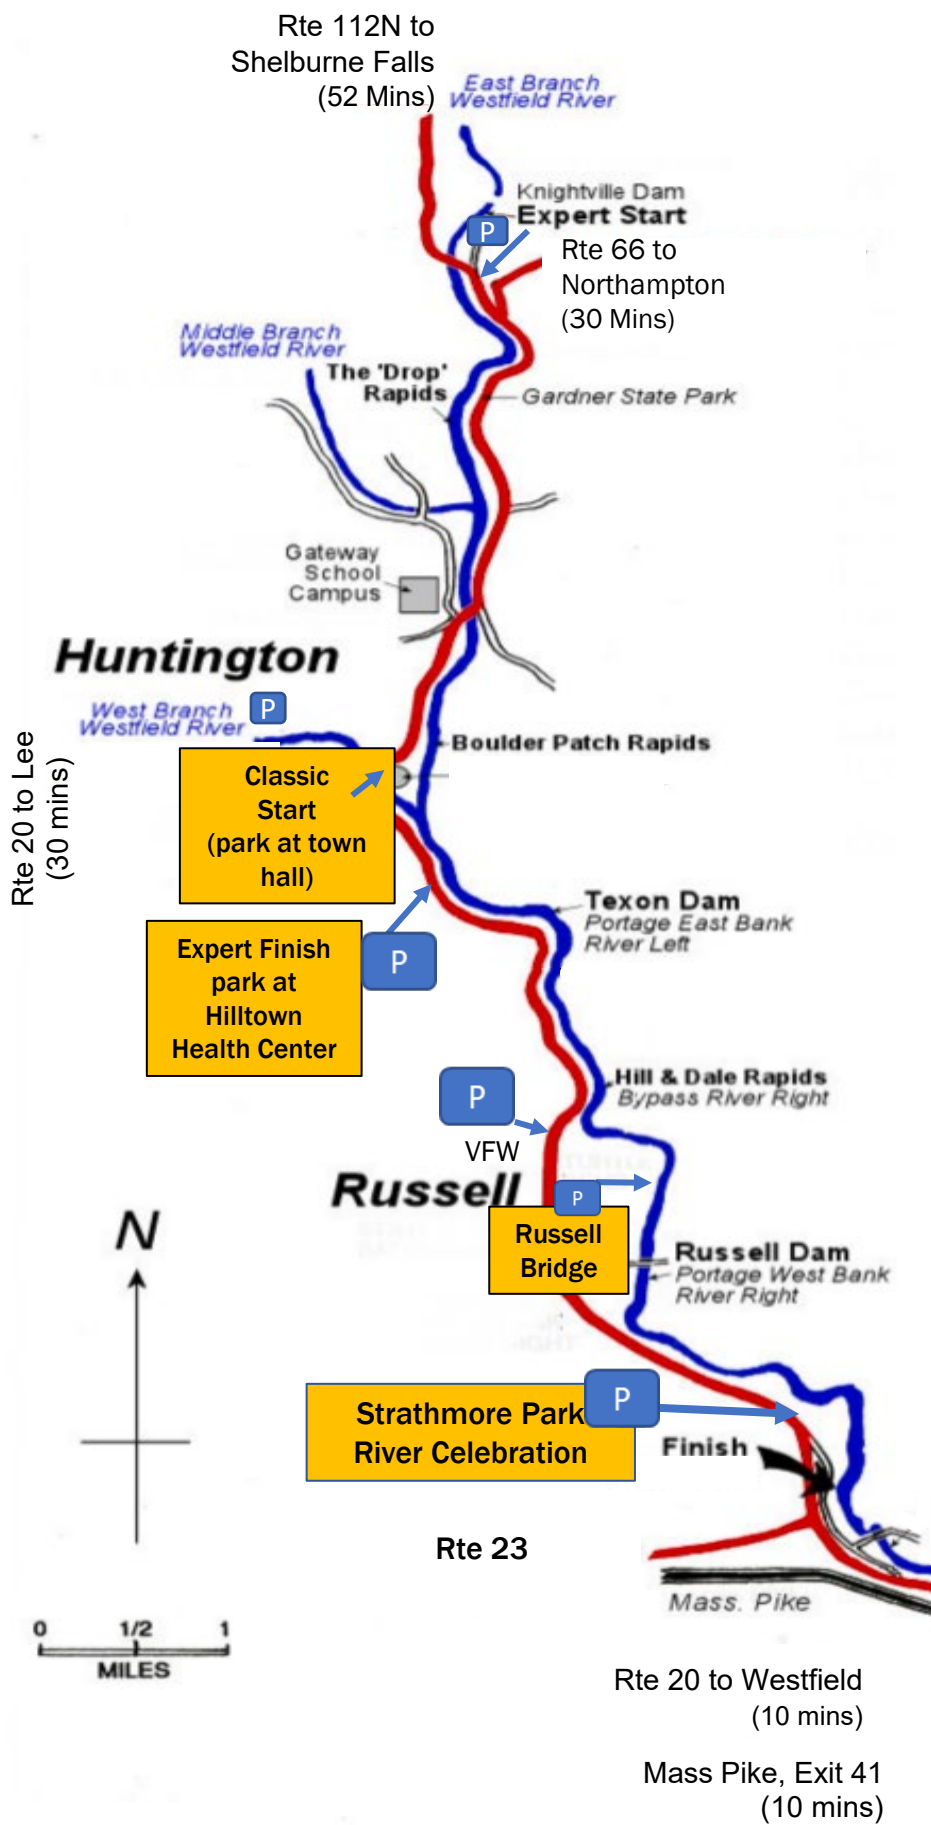 Rte 112N to
Shelburne Falls
(52 Mins)
East Branch
Westfield River
Knightville Dam
Expert Start
P
Rte 66 to
Northampton
(30 Mins)
Middle Branch
Westfield River
The 'Drop'
Rapids
Gardner State Park
Gateway
School
Campus
Huntington
West Branch
Westfield River
P
Boulder Patch Rapids
Rte 20 to Lee
(30 mins)
Classic
Start
(park at town
hall)
Texon Dam
Portage East Bank
River Left
Expert Finish
park at
Hilltown
Health Center
P
Hill & Dale Rapids
Bypass River Right
P
VFW
Russell
P
Russell
Bridge
N
Russell Dam
Portage West Bank
River Right
Strathmore Park
River Celebration
P
Finish
Rte 23
Mass. Pike
0 1/2 1
MILES
Rte 20 to Westfield
(10 mins)
Mass Pike, Exit 41
(10 mins)